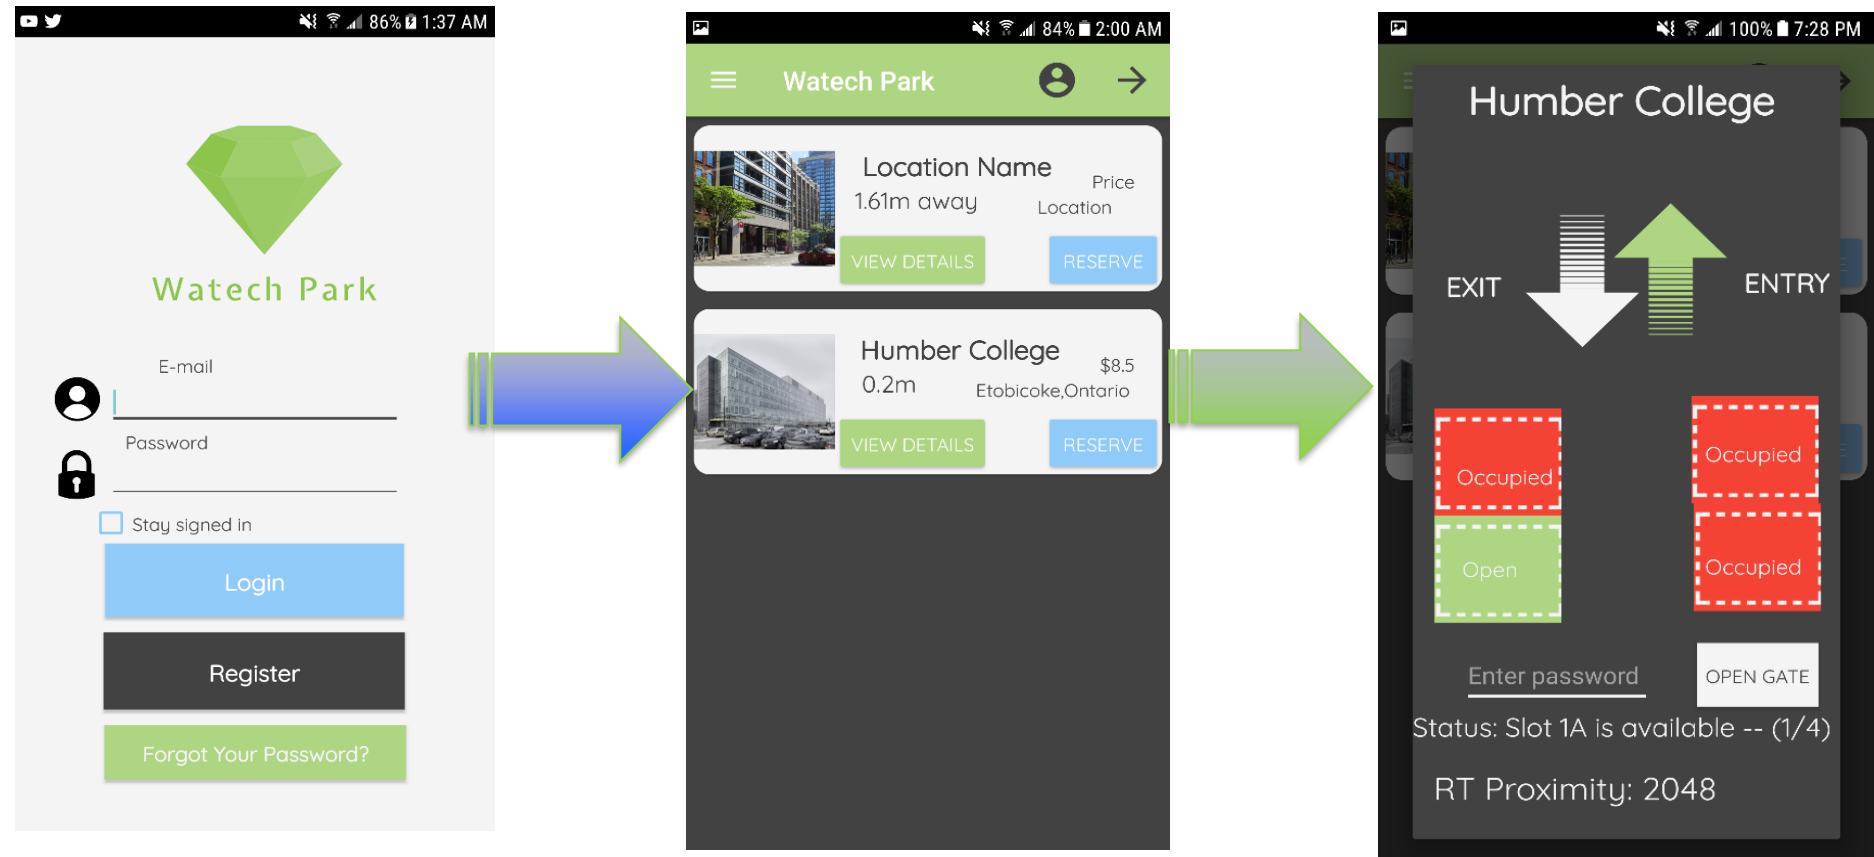 86% 1:37 AM
Watech Park
E-mail
Password
Stay signed in
Login
Register
Forgot Your Password?
84% 2:00 AM
Watech Park
Location Name
Price
1.61m away
Location
VIEW DETAILS
RESERVE
Humber College
$8.5
0.2m
Etobicoke,Ontario
VIEW DETAILS
RESERVE
100% 7:28 PM
Humber College
EXIT
ENTRY
Occupied
Occupied
Open
Occupied
Enter password
OPEN GATE
Status: Slot 1A is available -- (1/4)
RT Proximity: 2048